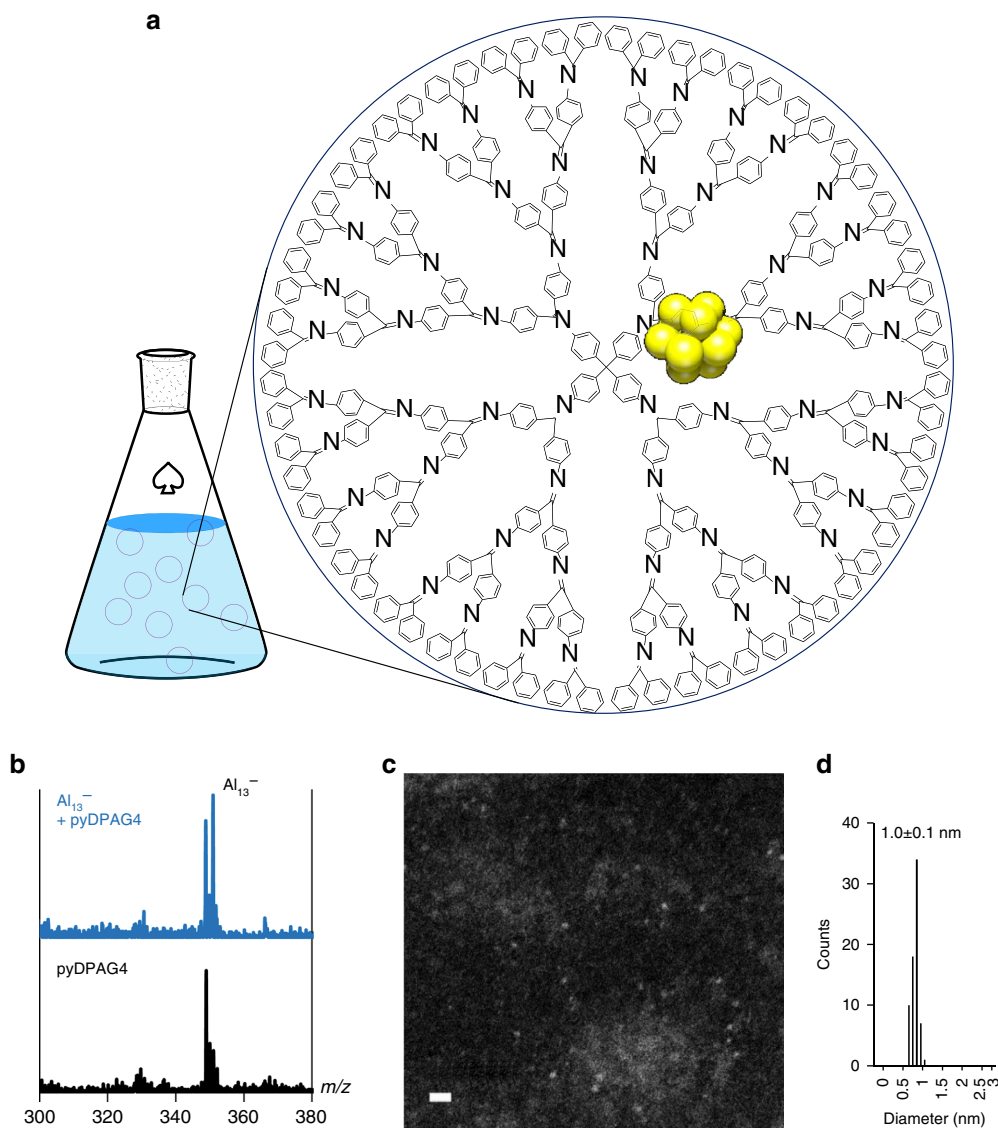 a
N N
N N
N N
N N
N N
N N
N N
N N
N N
N N
N N
N N N N N
N N
N N N N N N N N
N N
N N
N N
N N
N N N N
N N
N N
N N
N N
N N
b
Al13−
+ pyDPAG4
Al13−
pyDPAG4
m/z
300 320 340 360 380
c
d
1.0±0.1 nm
Counts
40
30
20
10
0
0 0.5 1 1.5 2 2.5 3
Diameter (nm)